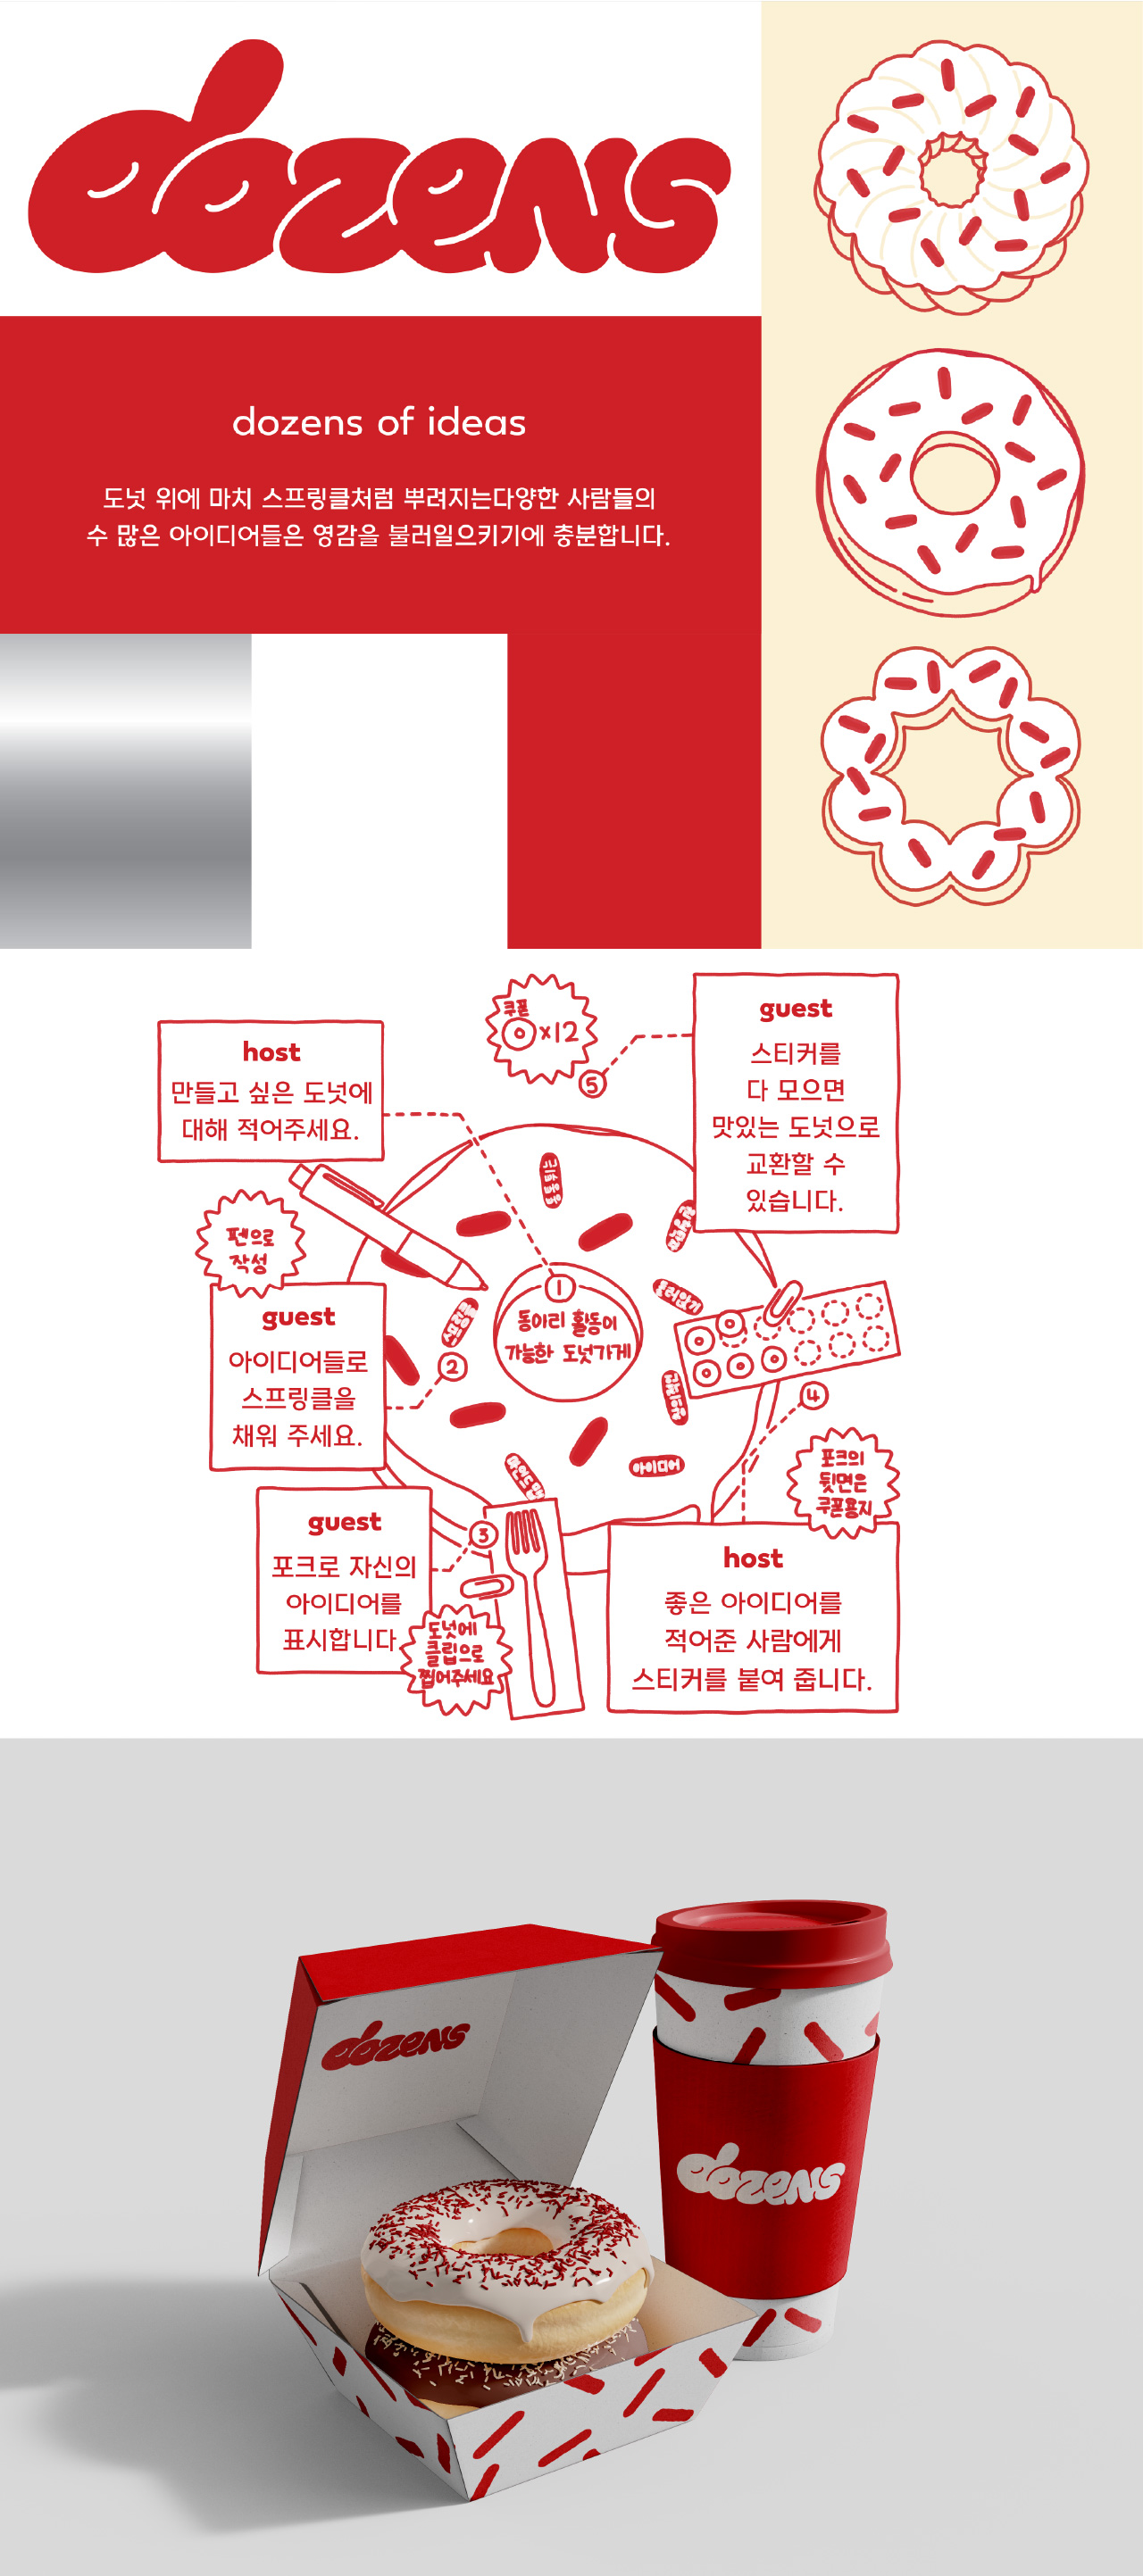 dozens
dozens of ideas
도넛 위에 마치 스프링클처럼 뿌려지는다양한 사람들의
수 많은 아이디어들은 영감을 불러일으키기에 충분합니다.
쿠폰
x12
5
guest
스티커를
다 모으면
맛있는 도넛으로
교환할 수
있습니다.
host
만들고 싶은 도넛에
대해 적어주세요.
펜으로
작성
1
동아리 활동이
가능한 도넛가게
둘러앉기
guest
아이디어들로
스프링클을
채워 주세요.
2
4
아이디어
포크의
뒷면은
쿠폰용지
guest
포크로 자신의
아이디어를
표시합니다
3
도넛에
클립으로
찝어주세요
host
좋은 아이디어를
적어준 사람에게
스티커를 붙여 줍니다.
dozens
dozens